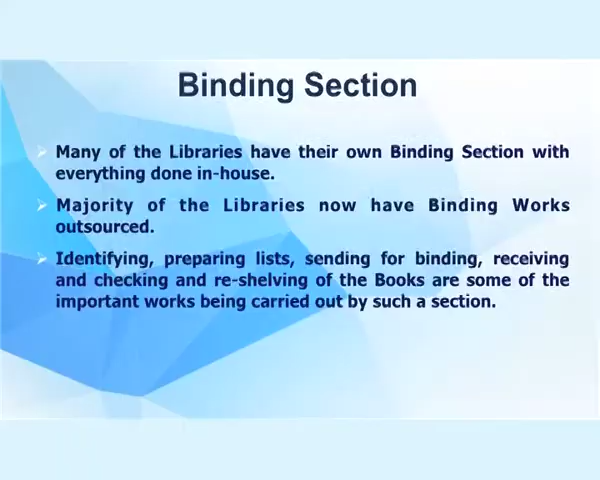 Binding Section
Many of the Libraries have their own Binding Section with
everything done in-house.
Majority of the Libraries now have Binding Works
outsourced.
Identifying, preparing lists, sending for binding, receiving
and checking and re-shelving of the Books are some of the
important works being carried out by such a section.